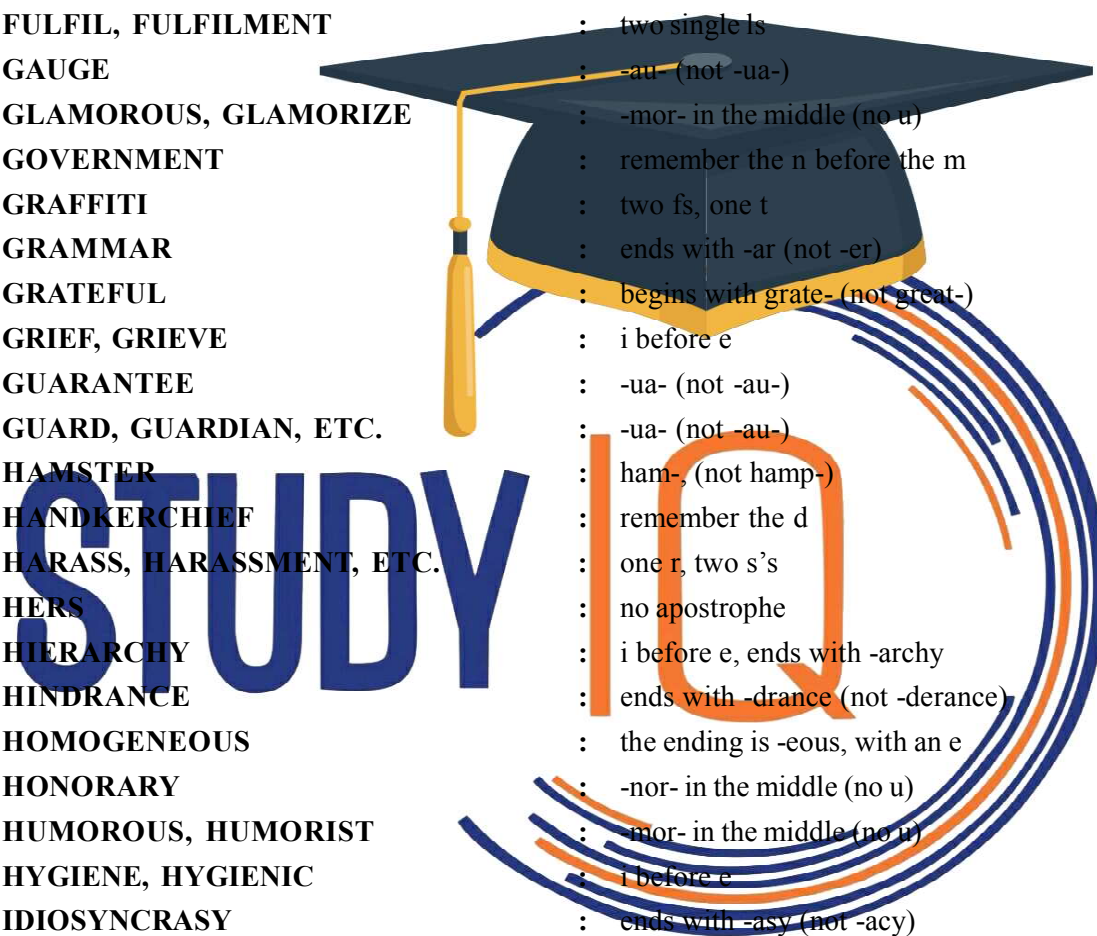 FULFIL, FULFILMENT : two single ls
GAUGE : -au- (not -ua-)
GLAMOROUS, GLAMORIZE : -mor- in the middle (no u)
GOVERNMENT : remember the n before the m
GRAFFITI : two fs, one t
GRAMMAR : ends with -ar (not -er)
GRATEFUL : begins with grate- (not great-)
GRIEF, GRIEVE : i before e
GUARANTEE : -ua- (not -au-)
GUARD, GUARDIAN, ETC. : -ua- (not -au-)
HAMSTER : ham-, (not hamp-)
HANDKERCHIEF : remember the d
HARASS, HARASSMENT, ETC. : one r, two s’s
HERS : no apostrophe
HIERARCHY : i before e, ends with -archy
HINDRANCE : ends with -drance (not -derance)
HOMOGENEOUS : the ending is -eous, with an e
HONORARY : -nor- in the middle (no u)
HUMOROUS, HUMORIST : -mor- in the middle (no u)
HYGIENE, HYGIENIC : i before e
IDIOSYNCRASY : ends with -asy (not -acy)
STUDY IQ